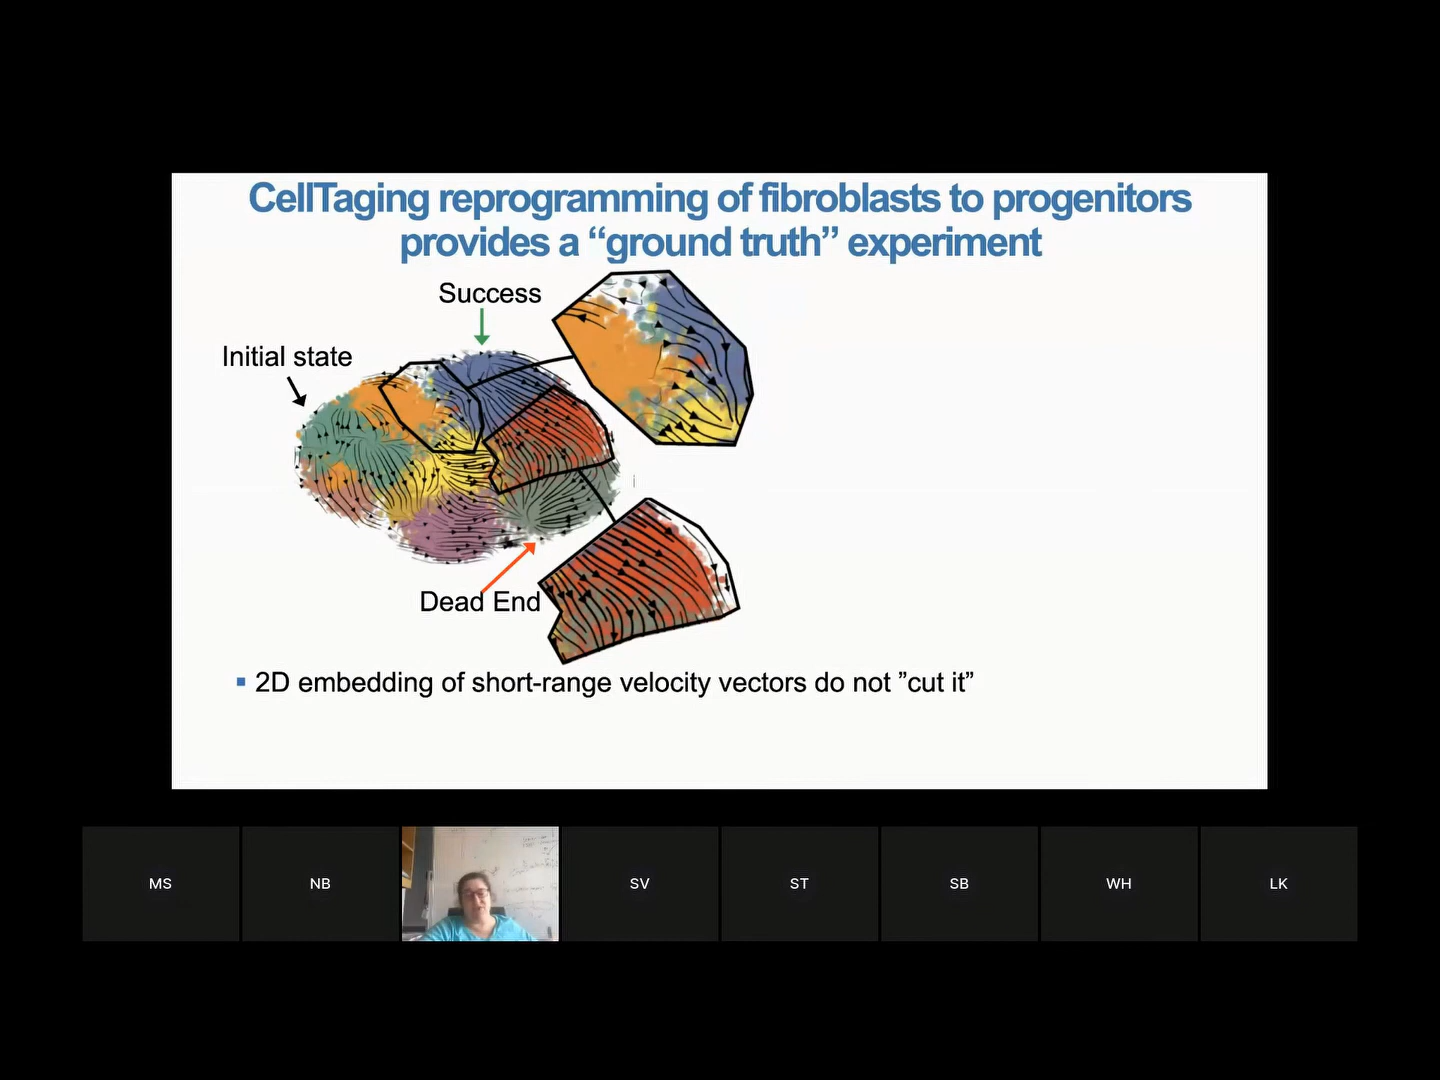 CellTaging reprogramming of fibroblasts to progenitors
provides a “ground truth” experiment
Success
Initial state
Dead End
▪ 2D embedding of short-range velocity vectors do not ”cut it”
MS
NB
SV
ST
SB
WH
LK